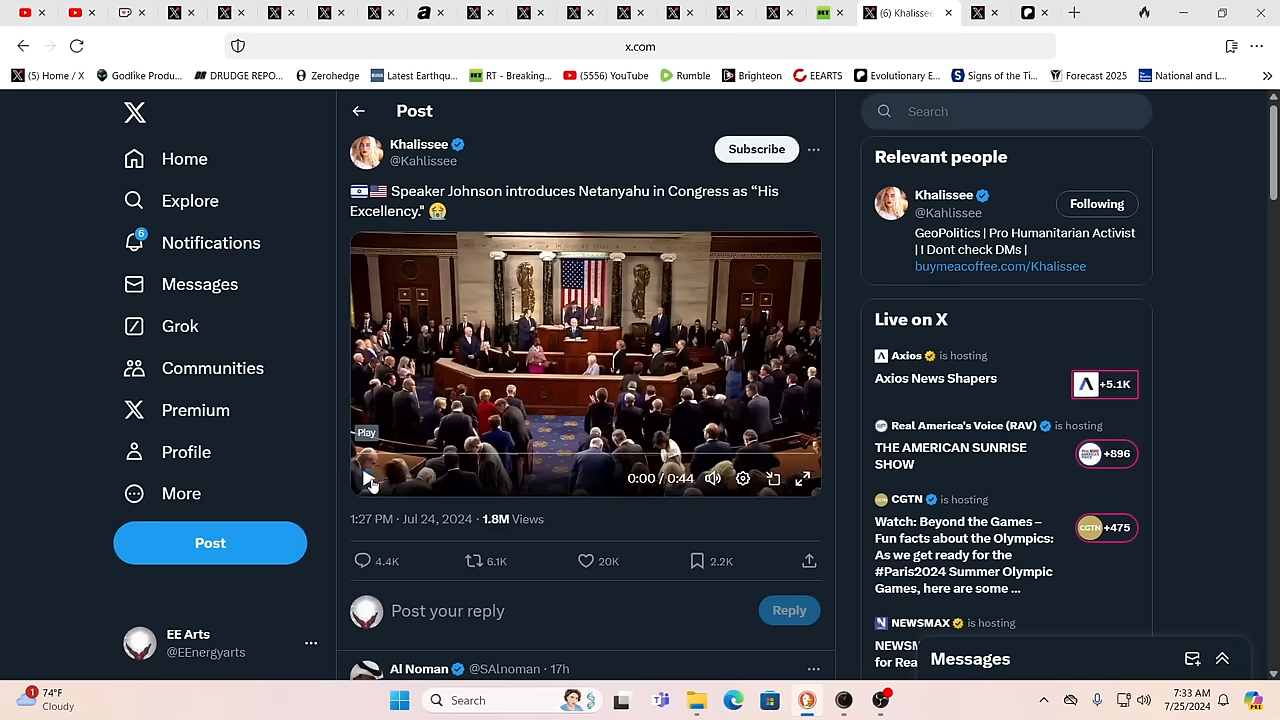 (6) Khalissee
x.com
(5) Home / X
Godlike Produ...
DRUDGE REPO...
Zerohedge
Latest Earthqu...
RT - Breaking...
(5556) YouTube
Rumble
Brighteon
EEARTS
Evolutionary E...
Signs of the Ti...
Forecast 2025
National and L...
Home
Explore
6
Notifications
Messages
Grok
Communities
Premium
Profile
More
Post
EE Arts
@EEnergyarts
Post
Khalissee
@Kahlissee
Subscribe
🇮🇱🇺🇸 Speaker Johnson introduces Netanyahu in Congress as “His
Excellency." 😭
Play
0:00 / 0:44
1:27 PM · Jul 24, 2024 · 1.8M Views
4.4K
6.1K
20K
2.2K
Post your reply
Reply
Al Noman @SAlnoman · 17h
Search
Relevant people
Khalissee
@Kahlissee
Following
GeoPolitics | Pro Humanitarian Activist
| I Dont check DMs |
buymeacoffee.com/Khalissee
Live on X
Axios is hosting
Axios News Shapers
+5.1K
Real America's Voice (RAV) is hosting
THE AMERICAN SUNRISE
SHOW
+896
CGTN is hosting
Watch: Beyond the Games –
Fun facts about the Olympics:
As we get ready for the
#Paris2024 Summer Olympic
Games, here are some ...
CGTN
+475
NEWSMAX is hosting
NEWSM
for Rea
Messages
1
74°F
Cloudy
Search
7:33 AM
7/25/2024
PRE